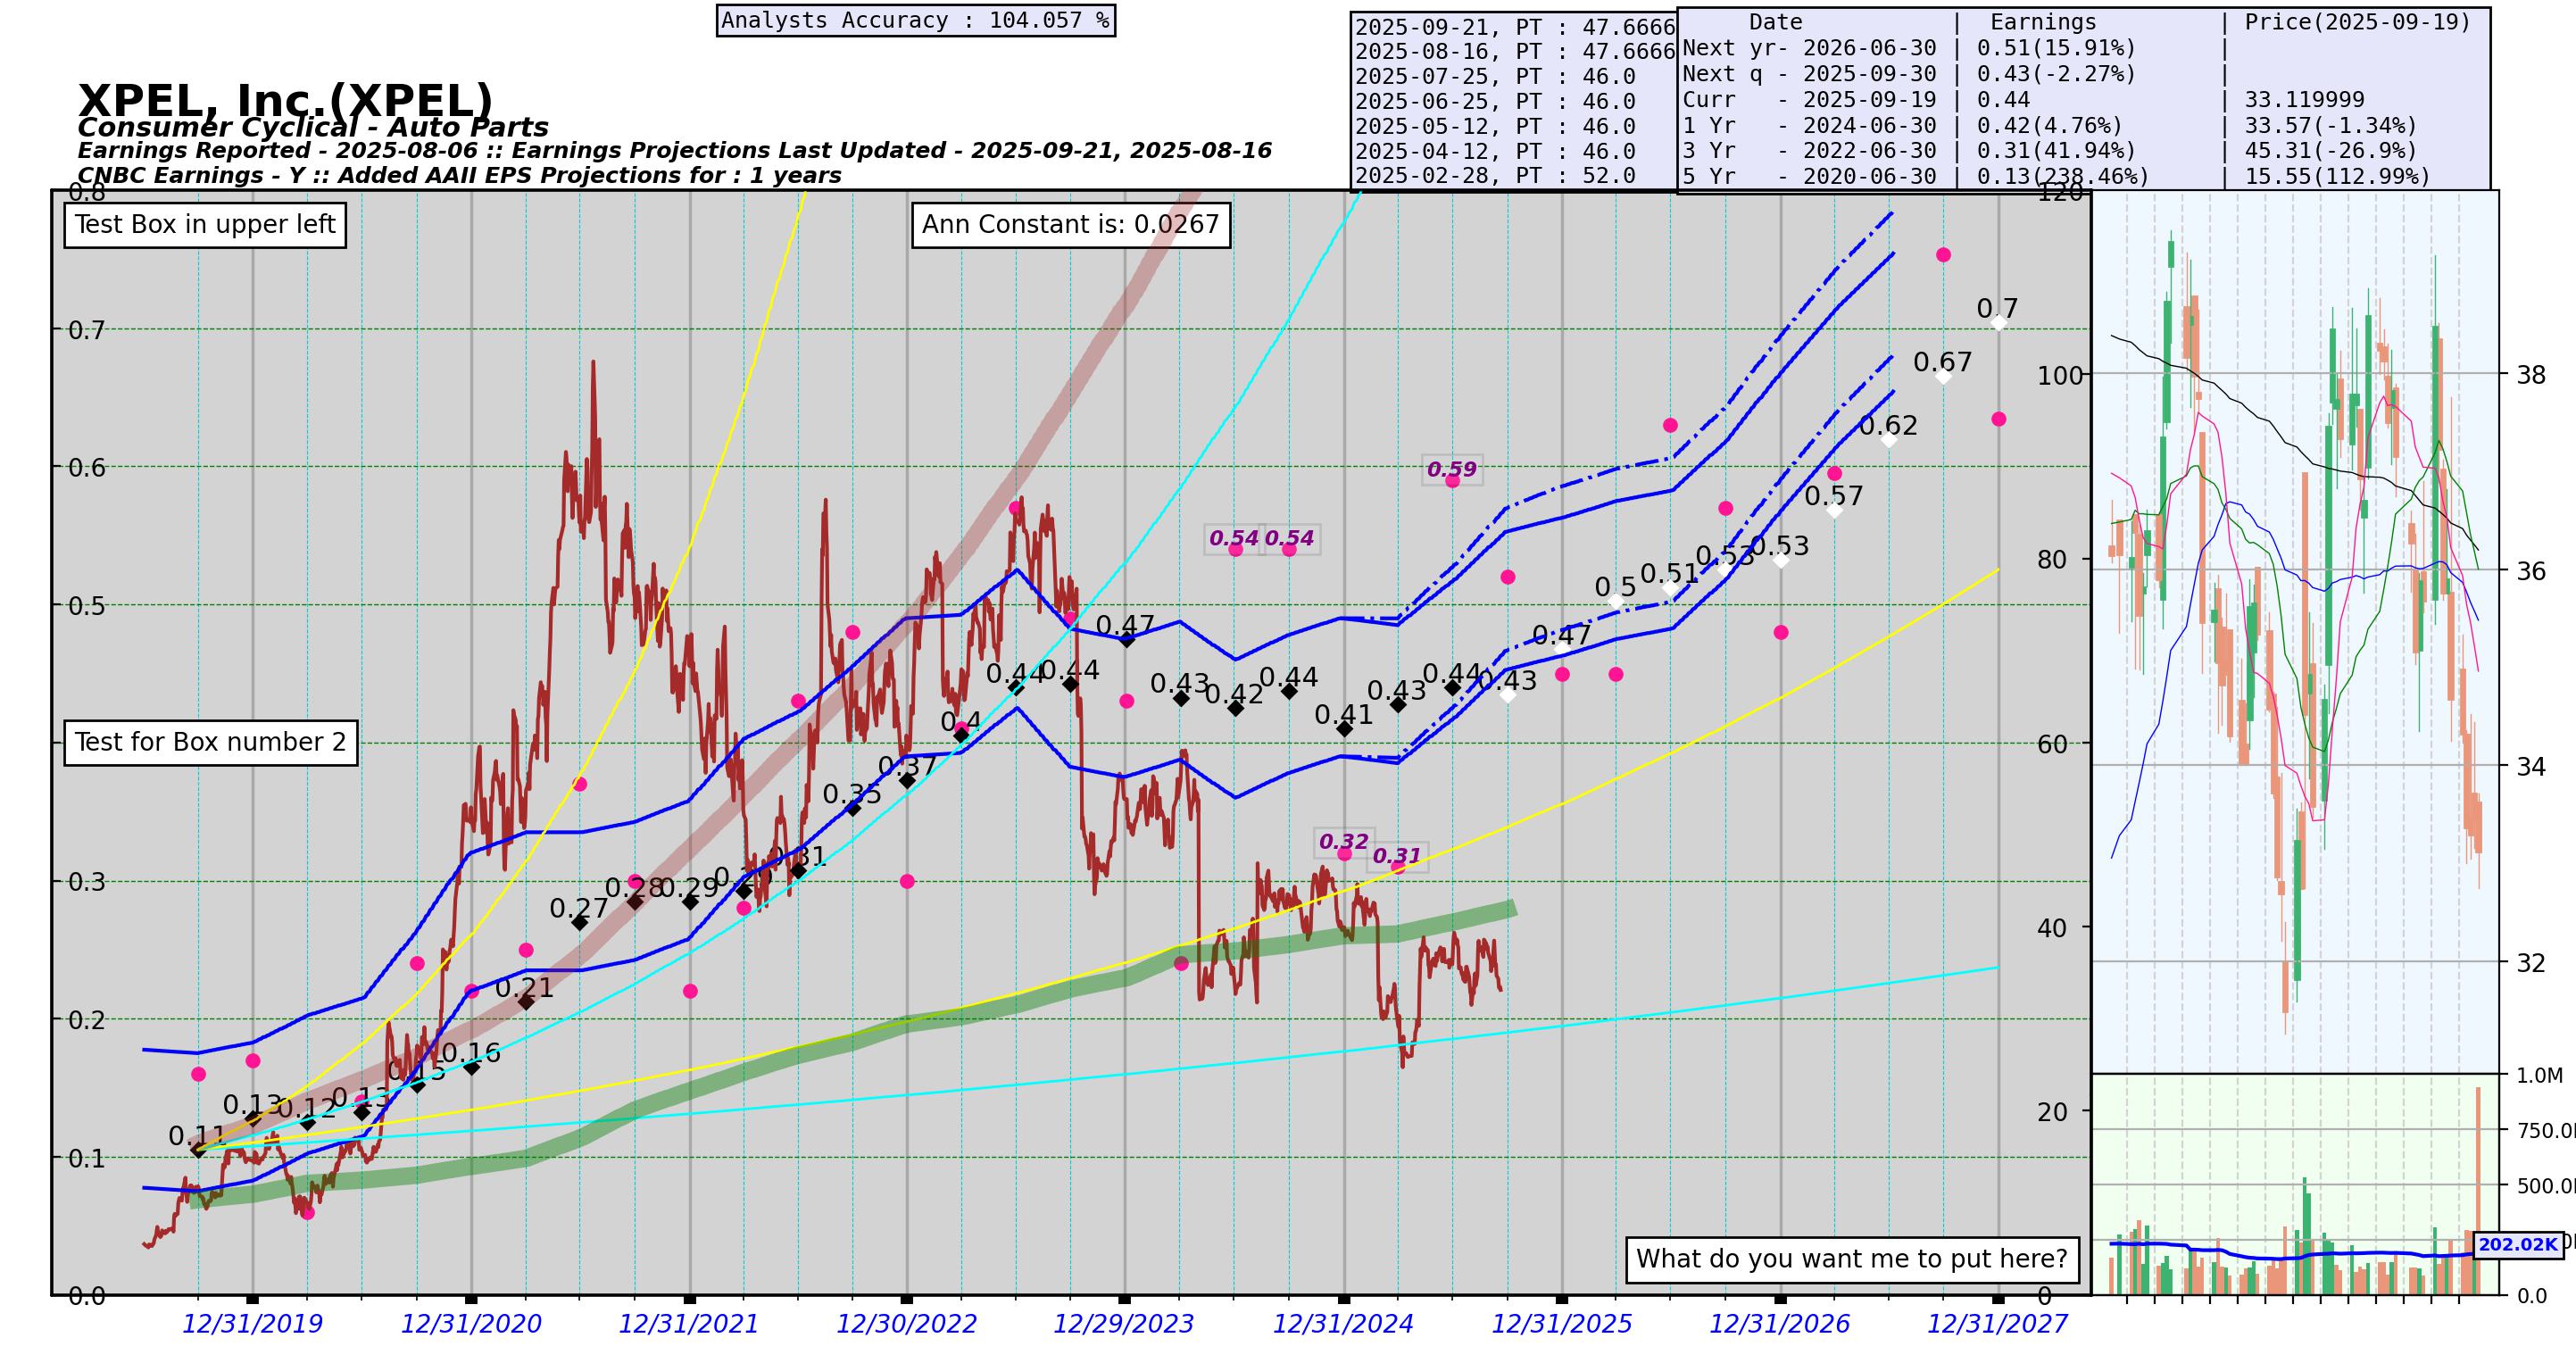 Analysts Accuracy : 104.057 %
2025-09-21, PT : 47.6666
2025-08-16, PT : 47.6666
2025-07-25, PT : 46.0
2025-06-25, PT : 46.0
2025-05-12, PT : 46.0
2025-04-12, PT : 46.0
2025-02-28, PT : 52.0
Date | Earnings | Price(2025-09-19)
Next yr- 2026-06-30 | 0.51(15.91%) |
Next q - 2025-09-30 | 0.43(-2.27%) |
Curr - 2025-09-19 | 0.44 | 33.119999
1 Yr - 2024-06-30 | 0.42(4.76%) | 33.57(-1.34%)
3 Yr - 2022-06-30 | 0.31(41.94%) | 45.31(-26.9%)
5 Yr - 2020-06-30 | 0.13(238.46%) | 15.55(112.99%)
XPEL, Inc.(XPEL)
Consumer Cyclical - Auto Parts
Earnings Reported - 2025-08-06 :: Earnings Projections Last Updated - 2025-09-21, 2025-08-16
CNBC Earnings - Y :: Added AAII EPS Projections for : 1 years
Test Box in upper left
Ann Constant is: 0.0267
Test for Box number 2
What do you want me to put here?
0.8
0.7
0.6
0.5
0.3
0.2
0.1
0.0
0.11
0.13
0.12
0.13
0.15
0.16
0.21
0.27
0.28
0.29
0.31
0.35
0.37
0.4
0.44
0.44
0.47
0.43
0.42
0.44
0.41
0.43
0.44
0.43
0.47
0.5
0.51
0.53
0.53
0.57
0.62
0.67
0.7
0.54
0.54
0.59
0.32
0.31
120
100
80
60
40
20
0
38
36
34
32
1.0M
750.0
500.0
202.02K
0.0
12/31/2019
12/31/2020
12/31/2021
12/30/2022
12/29/2023
12/31/2024
12/31/2025
12/31/2026
12/31/2027